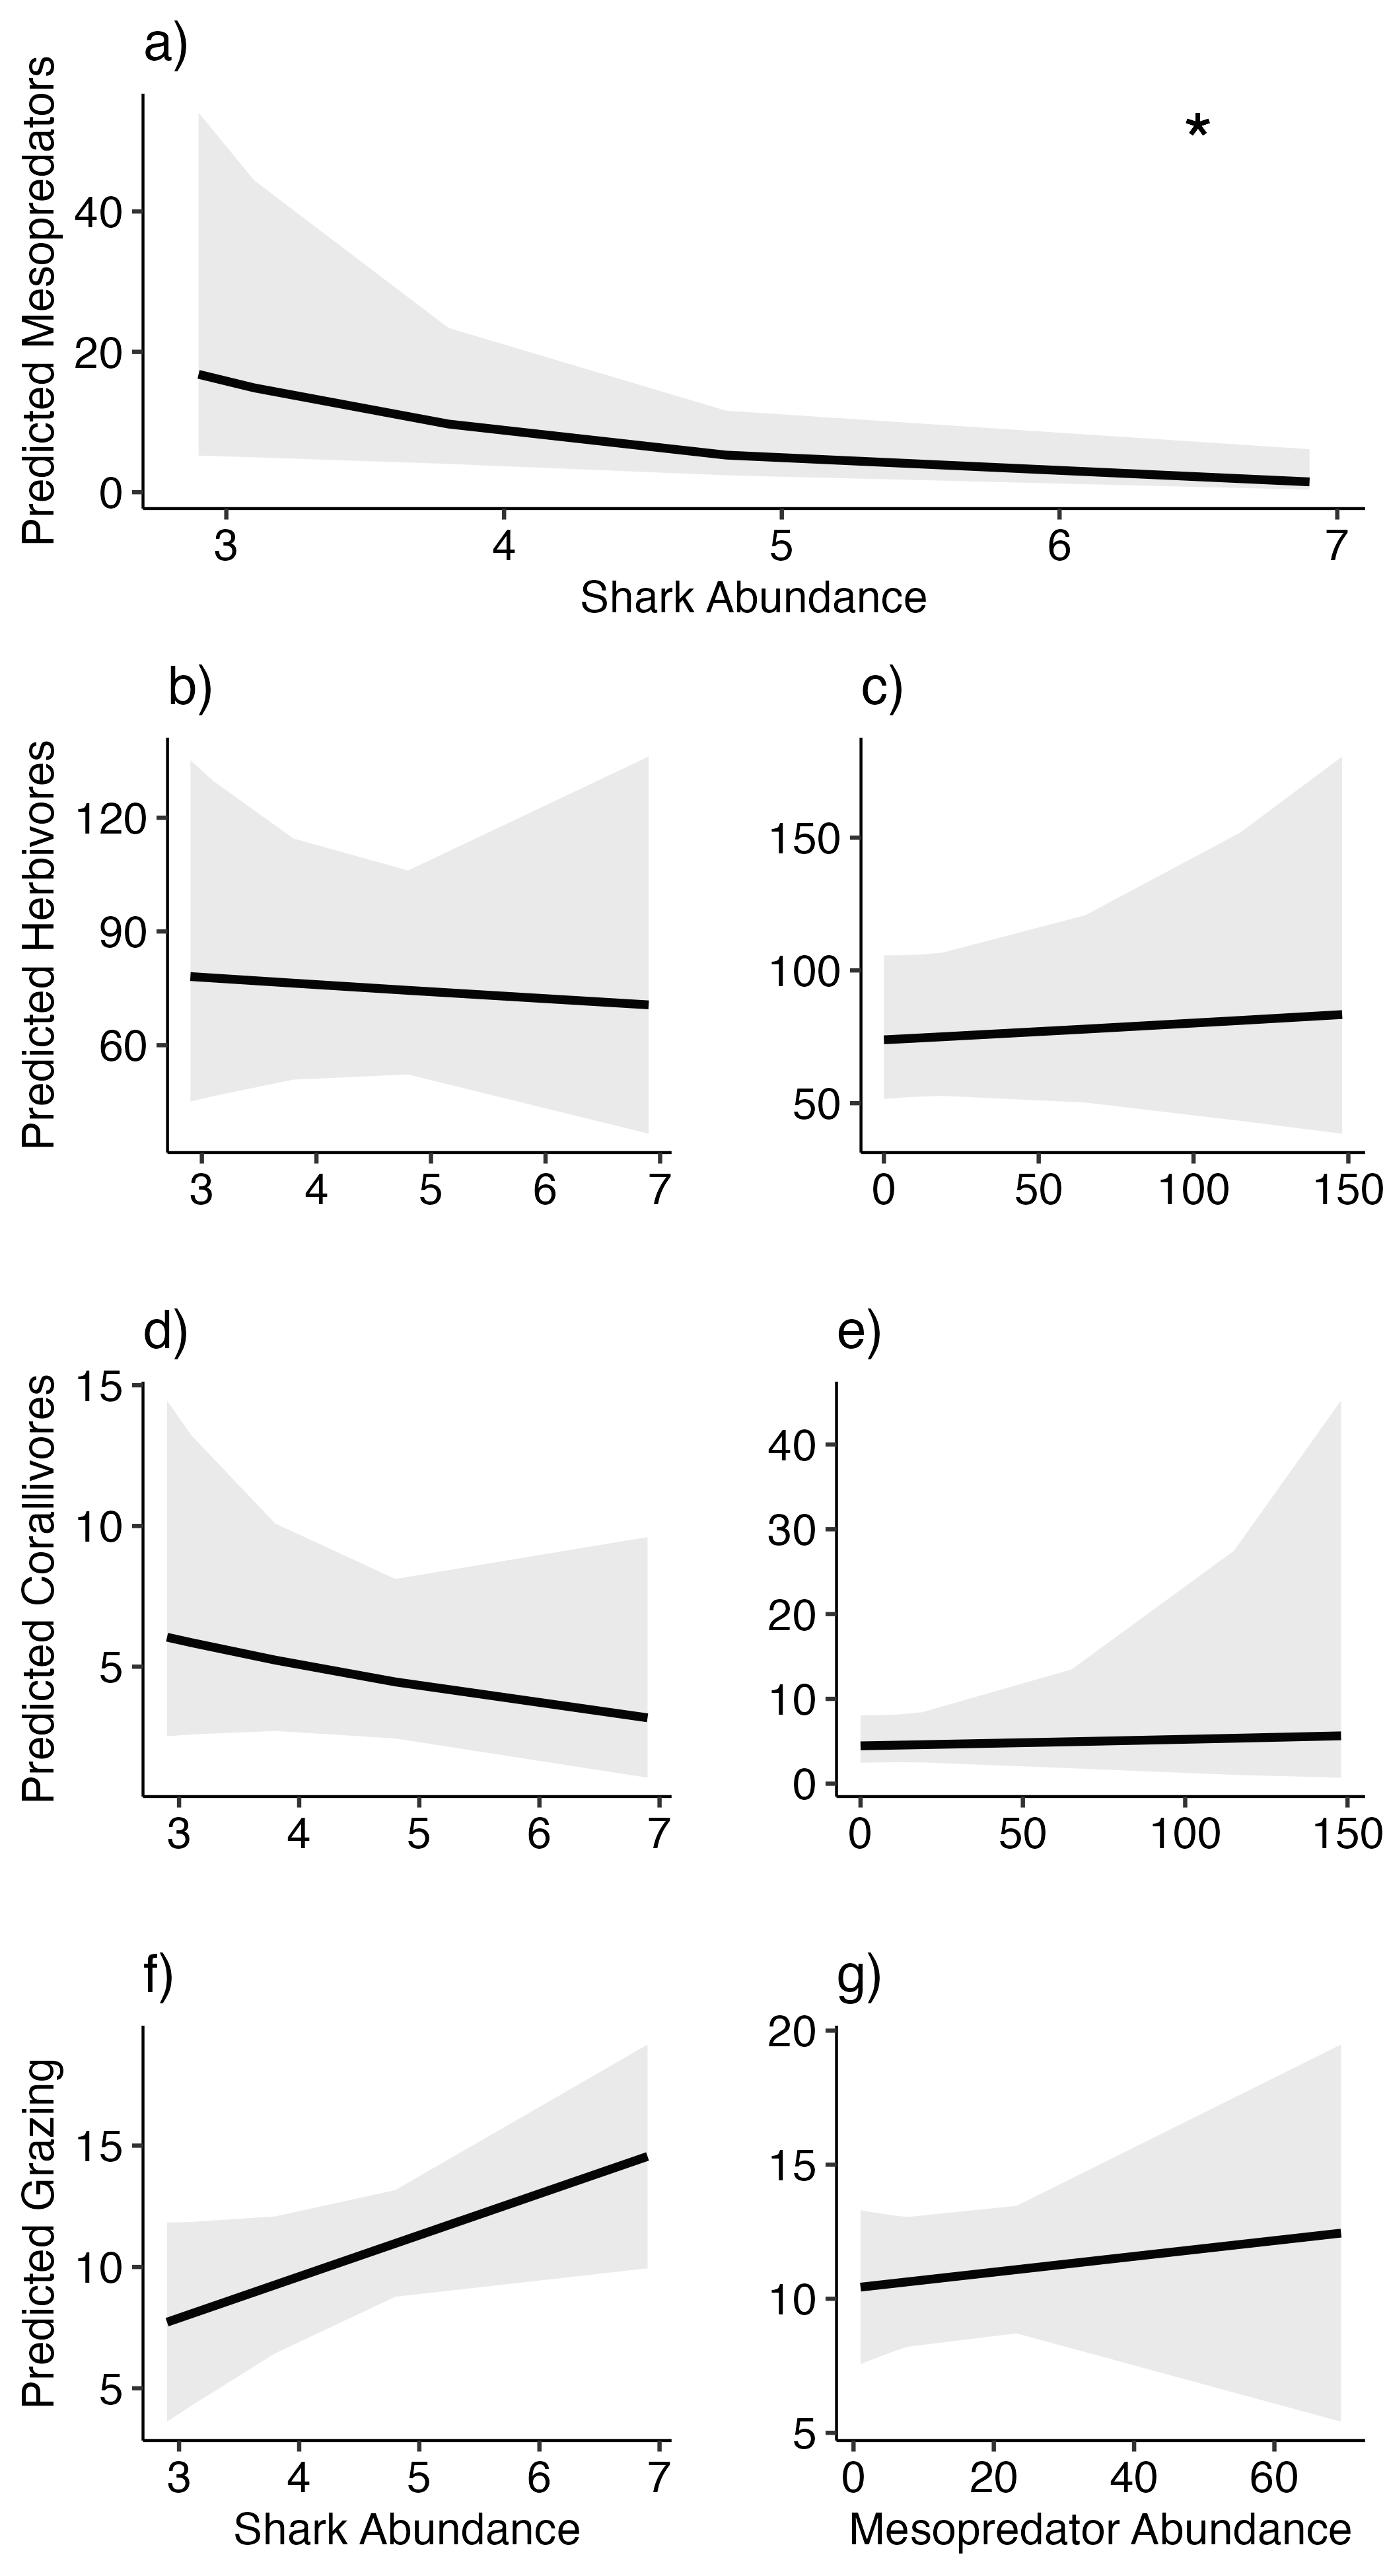 a)
Predicted Mesopredators
40
20
0
*
3 4 5 6 7
Shark Abundance
b)
Predicted Herbivores
120
90
60
3 4 5 6 7
c)
150
100
50
0 50 100 150
d)
Predicted Corallivores
15
10
5
3 4 5 6 7
e)
40
30
20
10
0
0 50 100 150
f)
Predicted Grazing
15
10
5
3 4 5 6 7
Shark Abundance
g)
20
15
10
5
0 20 40 60
Mesopredator Abundance